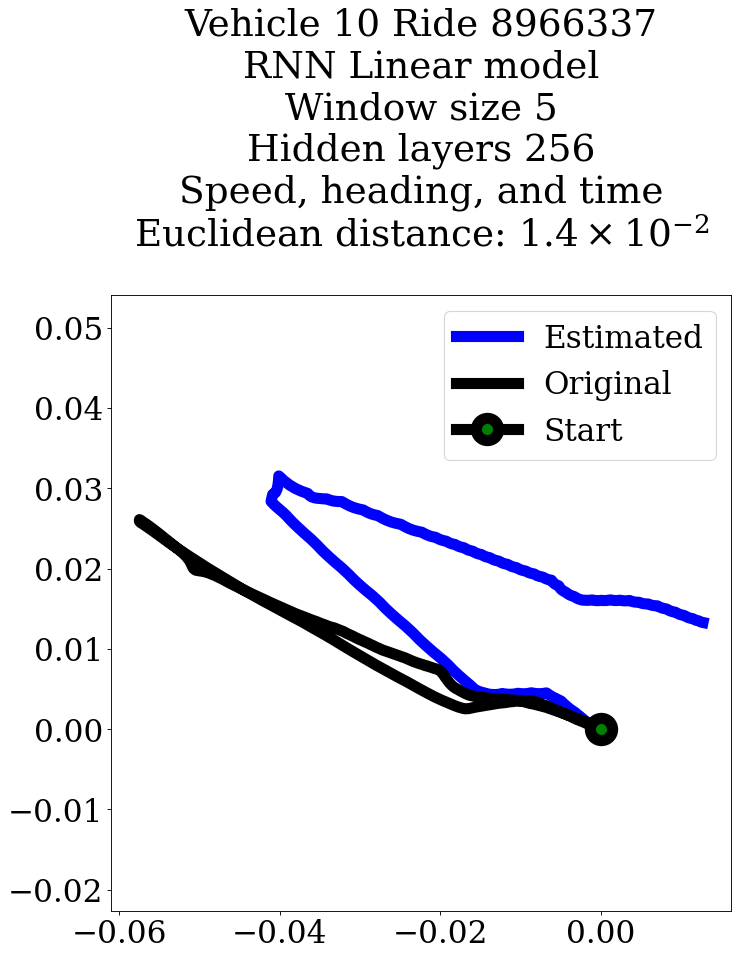 Vehicle 10 Ride 8966337
RNN Linear model
Window size 5
Hidden layers 256
Speed, heading, and time
Euclidean distance: 1.4 × 10⁻²
Estimated
Original
Start
0.05
0.04
0.03
0.02
0.01
0.00
−0.01
−0.02
−0.06 −0.04 −0.02 0.00